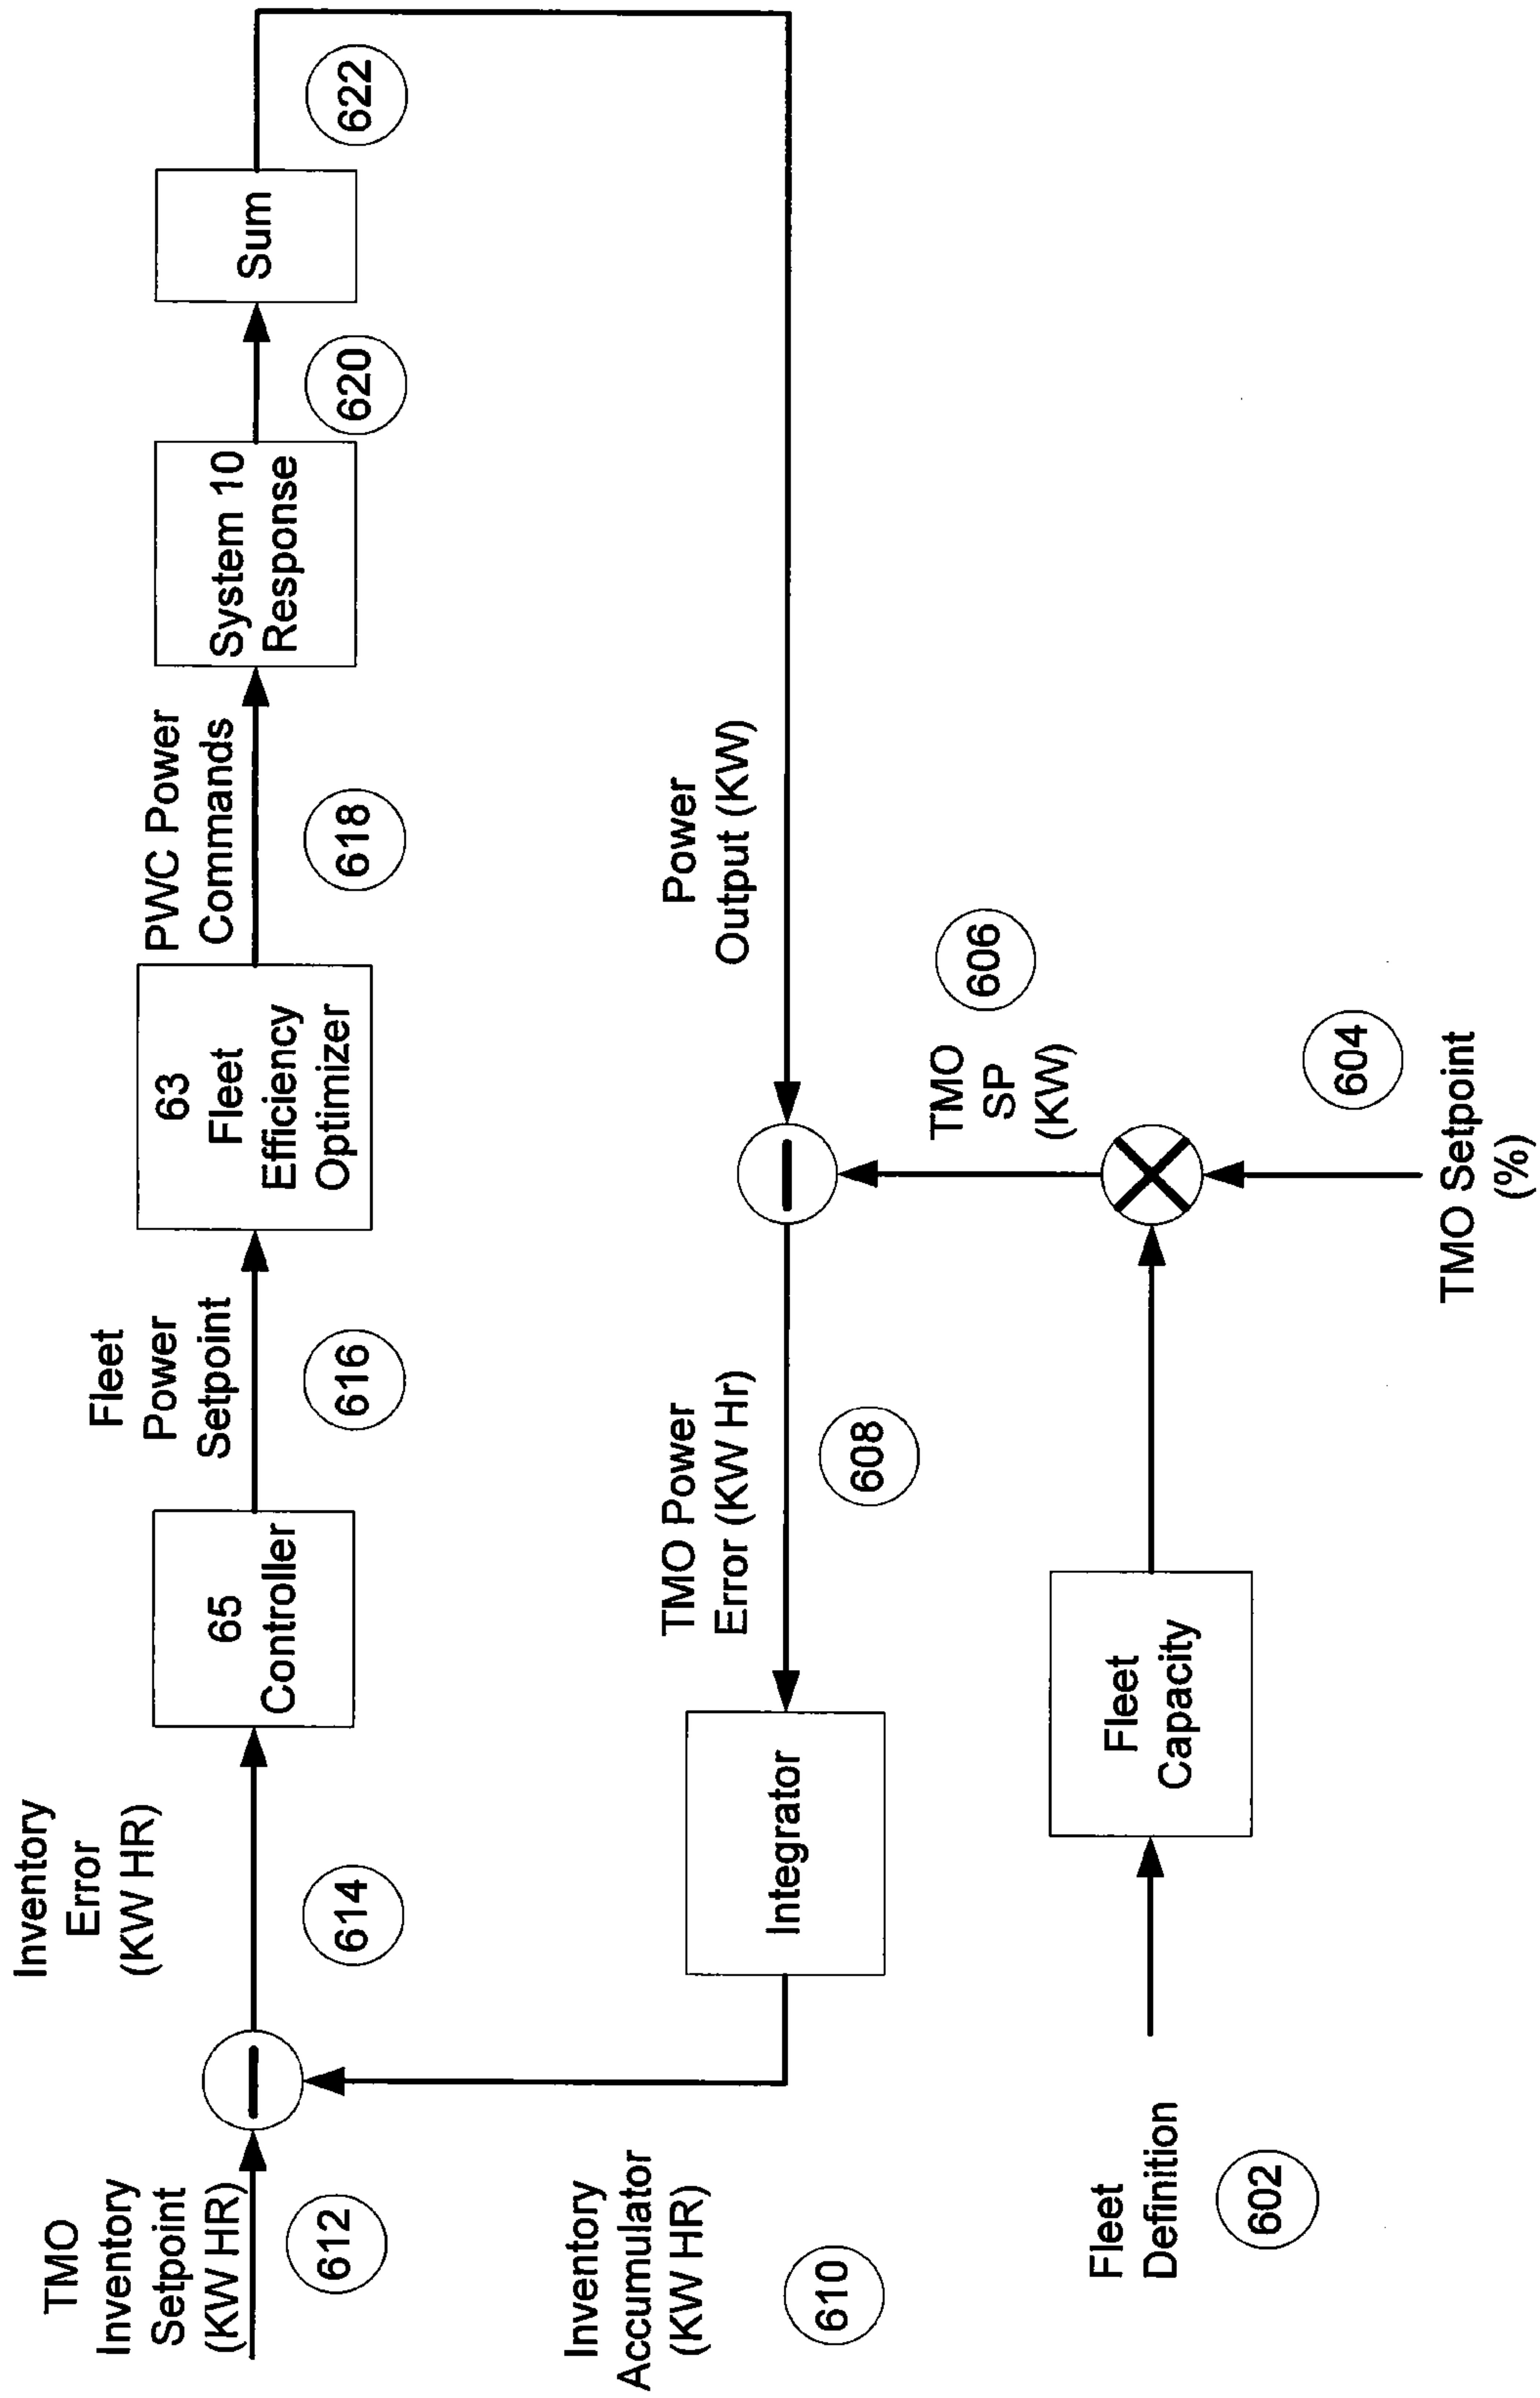 TMO
Inventory
Setpoint
(KW HR)
612
Inventory
Error
(KW HR)
614
65
Controller
Fleet
Power
Setpoint
616
63
Fleet
Efficiency
Optimizer
PWC Power
Commands
618
System 10
Response
620
Sum
622
Inventory
Accumulator
(KW HR)
610
Integrator
TMO Power
Error (KW Hr)
608
Power
Output (KW)
TMO
SP
(KW)
606
Fleet
Definition
602
Fleet
Capacity
604
TMO Setpoint
(%)